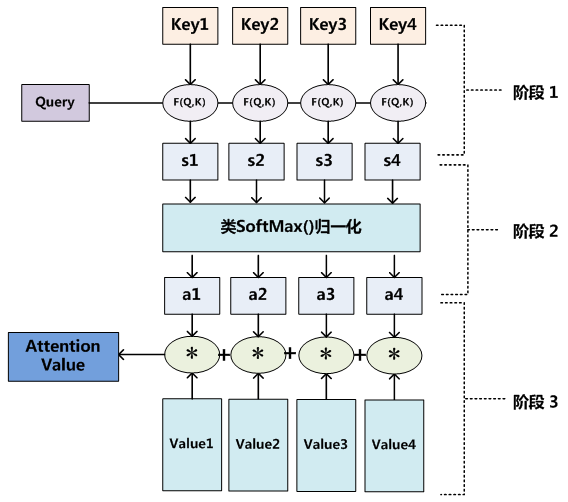 Key1 Key2 Key3 Key4
Query F(Q,K) F(Q,K) F(Q,K) F(Q,K)
阶段 1
s1 s2 s3 s4
类SoftMax()归一化
阶段 2
a1 a2 a3 a4
Attention
Value
* + * + * + *
阶段 3
Value1 Value2 Value3 Value4